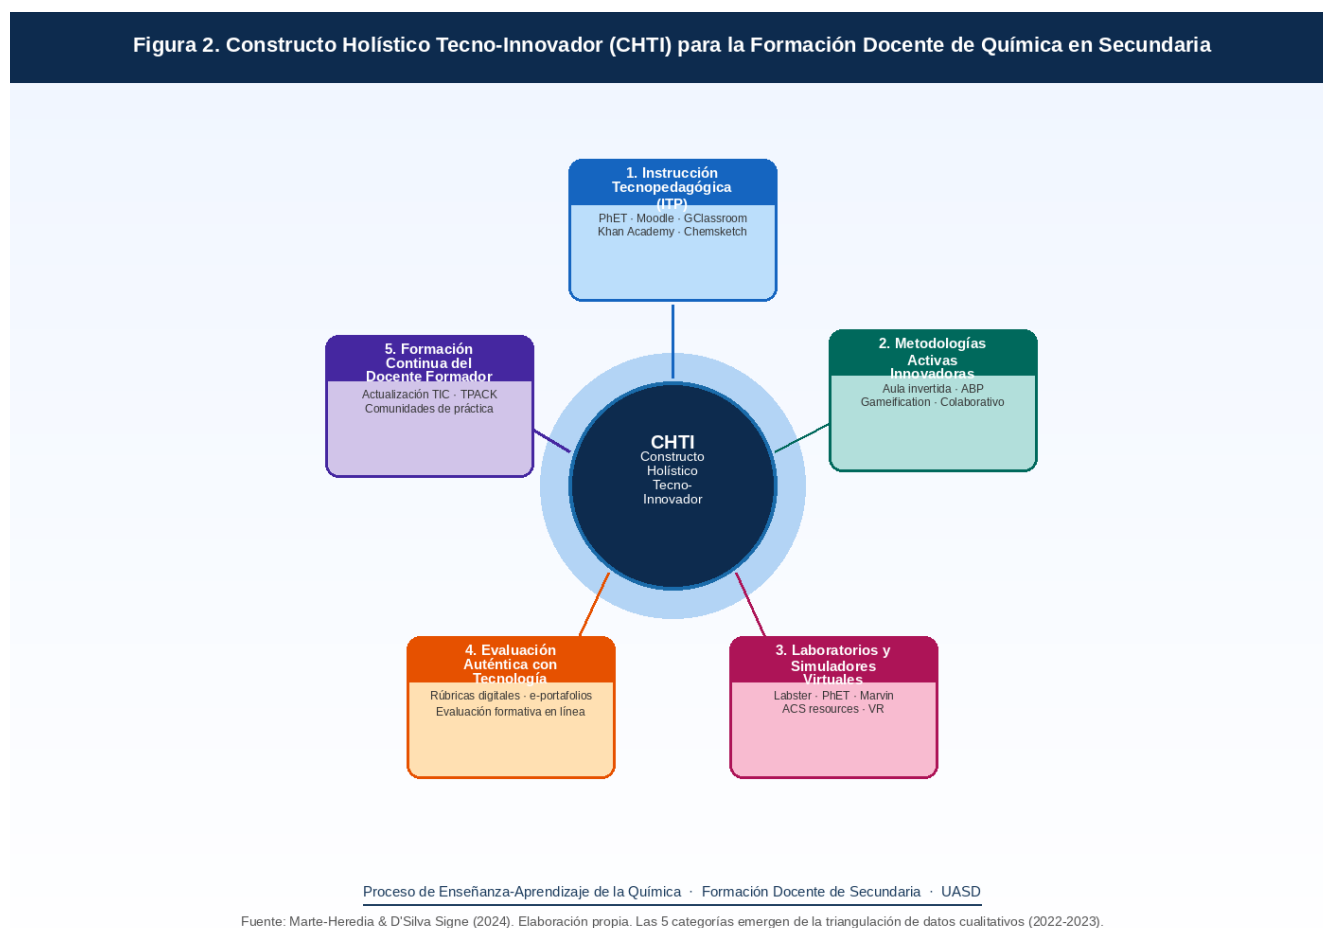 Figura 2. Constructo Holístico Tecno-Innovador (CHTI) para la Formación Docente de Química en Secundaria
1. Instrucción
Tecnopedagógica
(ITP)
PhET · Moodle · GClassroom
Khan Academy · Chemsketch
5. Formación
Continua del
Docente Formador
Actualización TIC · TPACK
Comunidades de práctica
2. Metodologías
Activas
Innovadoras
Aula invertida · ABP
Gameification · Colaborativo
CHTI
Constructo
Holístico
Tecno-
Innovador
4. Evaluación
Auténtica con
Tecnología
Rúbricas digitales · e-portafolios
Evaluación formativa en línea
3. Laboratorios y
Simuladores
Virtuales
Labster · PhET · Marvin
ACS resources · VR
Proceso de Enseñanza-Aprendizaje de la Química · Formación Docente de Secundaria · UASD
Fuente: Marte-Heredia & D'Silva Signe (2024). Elaboración propia. Las 5 categorías emergen de la triangulación de datos cualitativos (2022-2023).